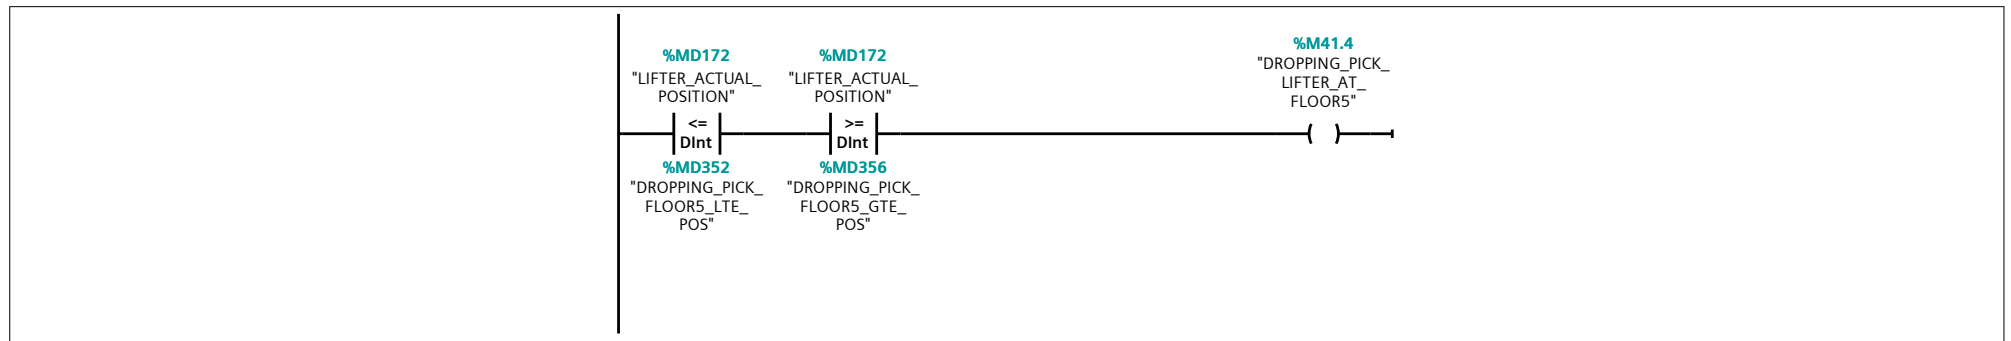 %MD172
"LIFTER_ACTUAL_
POSITION"
<=
DInt
%MD352
"DROPPING_PICK_
FLOOR5_LTE_
POS"
%MD172
"LIFTER_ACTUAL_
POSITION"
>=
DInt
%MD356
"DROPPING_PICK_
FLOOR5_GTE_
POS"
%M41.4
"DROPPING_PICK_
LIFTER_AT_
FLOOR5"